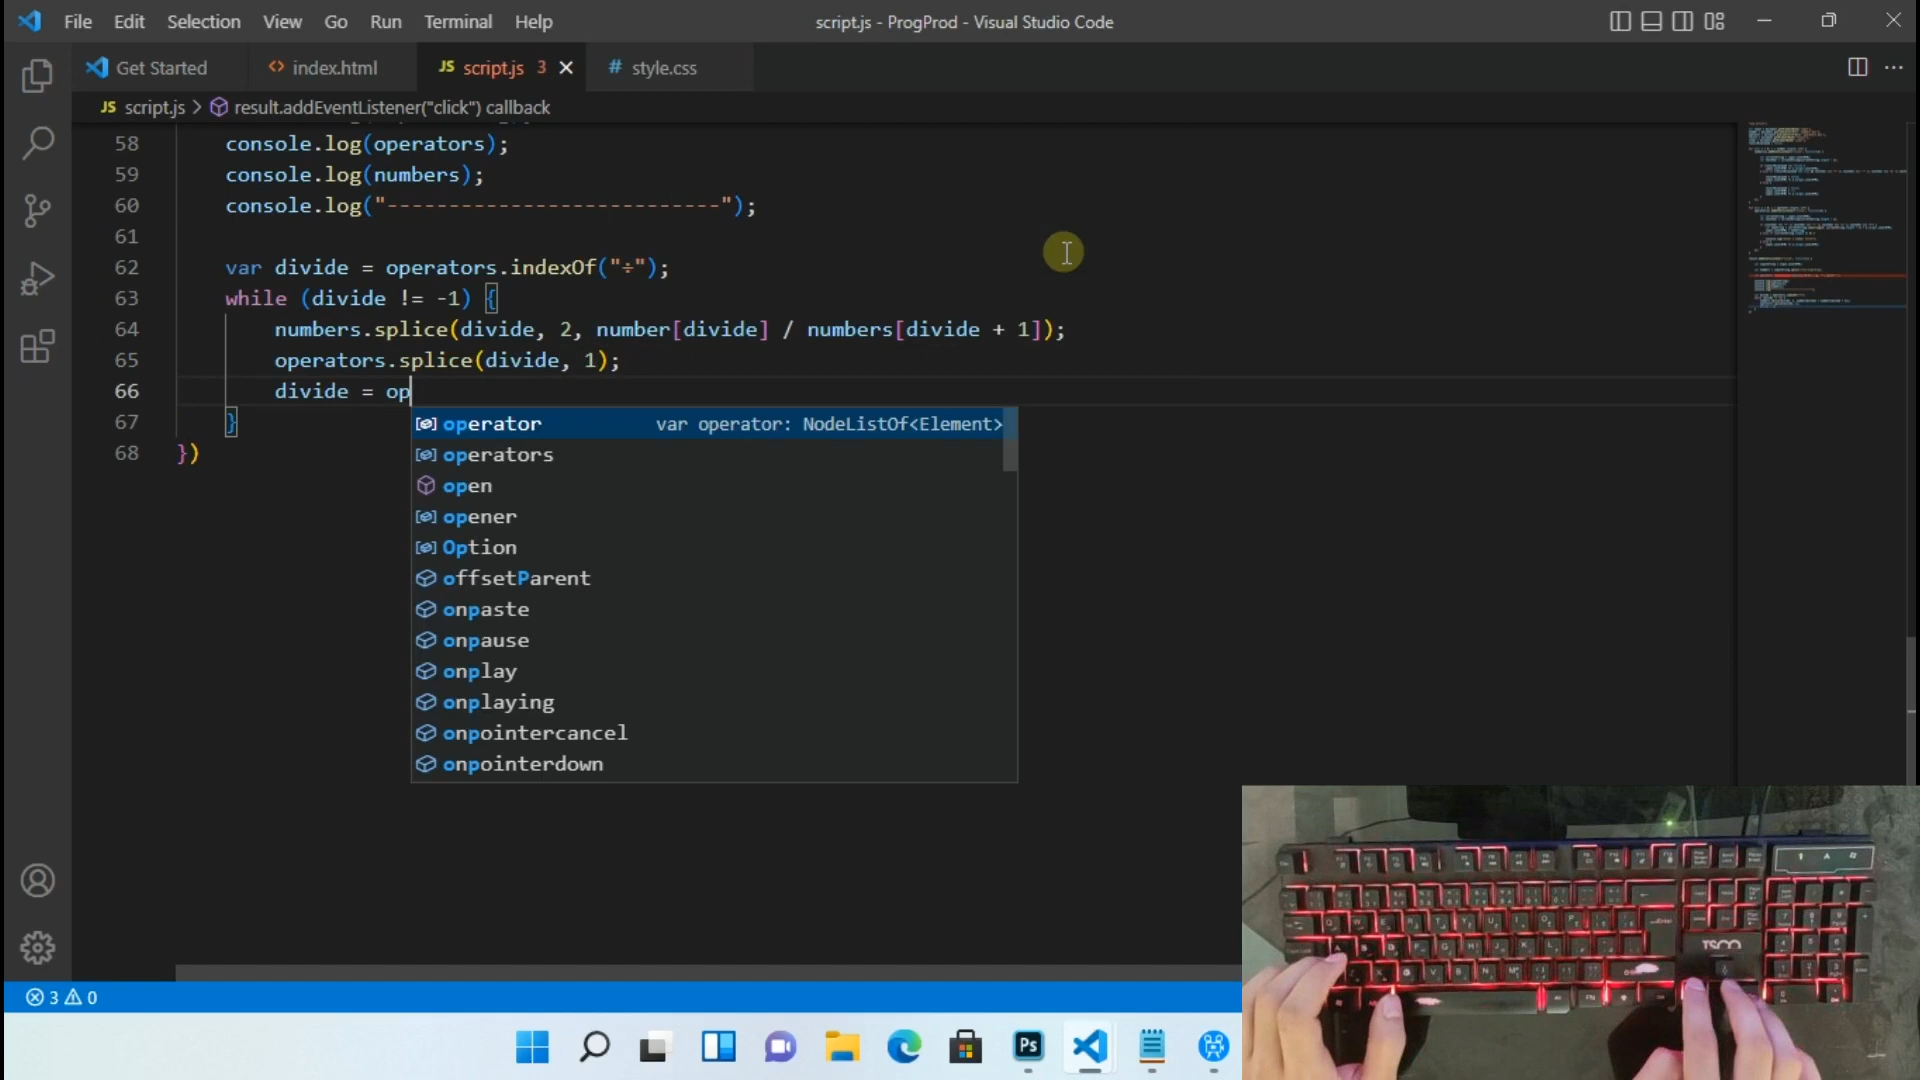 File Edit Selection View Go Run Terminal Help
script.js - ProgProd - Visual Studio Code
Get Started
index.html
JS script.js 3
# style.css
JS script.js > result.addEventListener("click") callback
58 console.log(operators);
59 console.log(numbers);
60 console.log("---------------------------");
61
62 var divide = operators.indexOf("÷");
63 while (divide != -1) {
64 numbers.splice(divide, 2, number[divide] / numbers[divide + 1]);
65 operators.splice(divide, 1);
66 divide = op
67 }
68 })
operator var operator: NodeListOf<Element>
operators
open
opener
Option
offsetParent
onpaste
onpause
onplay
onplaying
onpointercancel
onpointerdown
3 0
Ps
TSCO